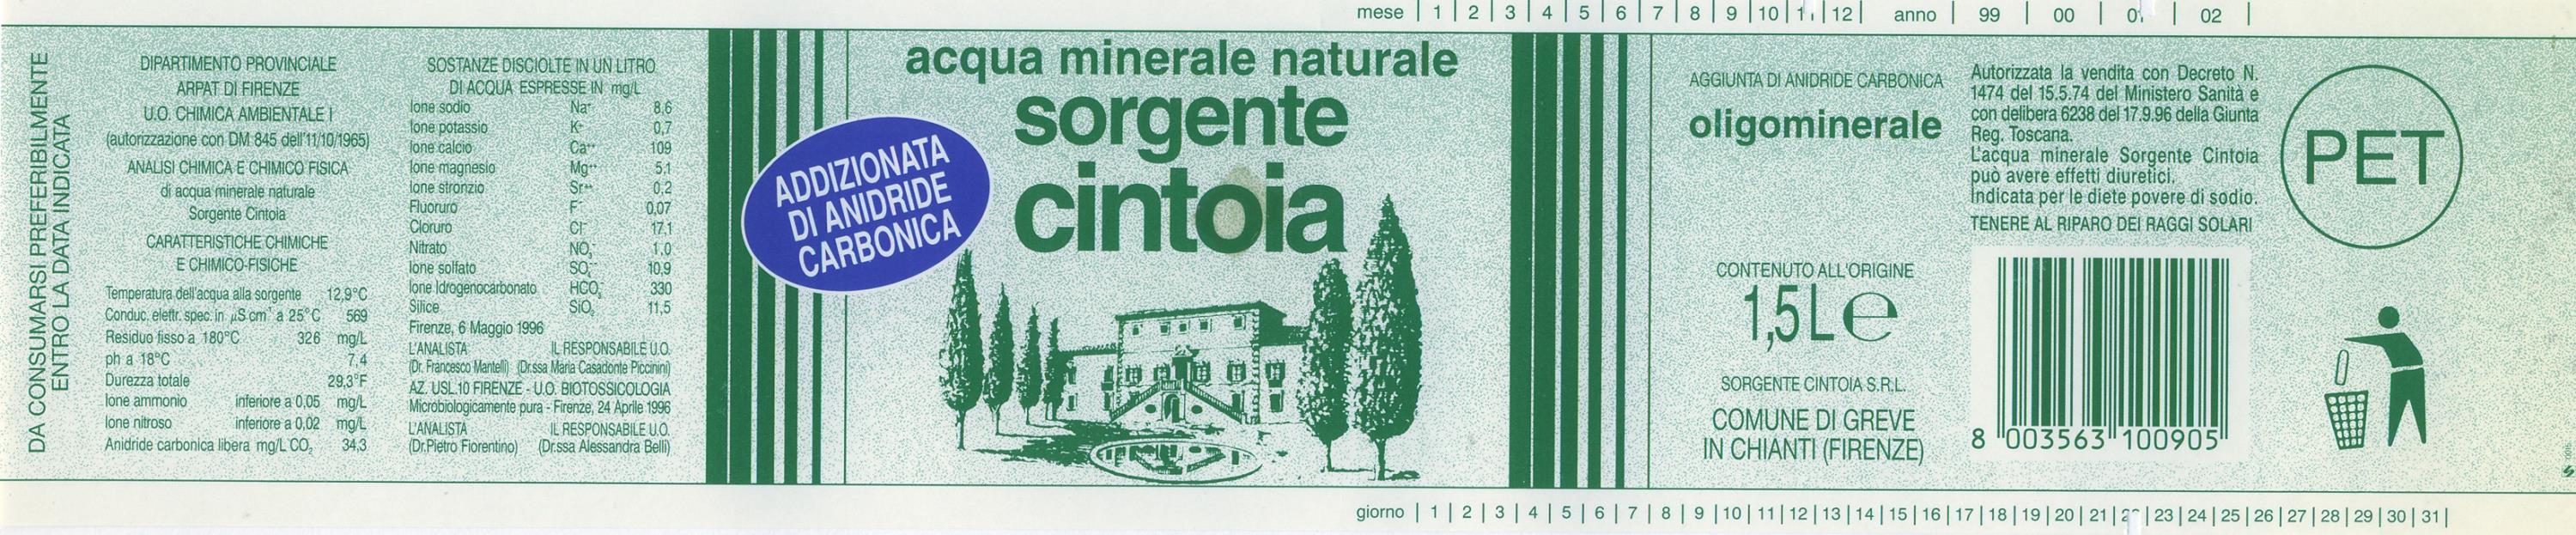 mese | 1 | 2 | 3 | 4 | 5 | 6 | 7 | 8 | 9 | 10 | 11 | 12 | anno | 99 | 00 | 01 | 02 |
DA CONSUMARSI PREFERIBILMENTE
ENTRO LA DATA INDICATA
DIPARTIMENTO PROVINCIALE
ARPAT DI FIRENZE
U.O. CHIMICA AMBIENTALE I
(autorizzazione con DM 845 dell'11/10/1965)
ANALISI CHIMICA E CHIMICO FISICA
di acqua minerale naturale
Sorgente Cintoia
CARATTERISTICHE CHIMICHE
E CHIMICO-FISICHE
Temperatura dell'acqua alla sorgente 12,9°C
Conduc. elettr. spec. in µS cm⁻¹ a 25°C 569
Residuo fisso a 180°C 326 mg/L
ph a 18°C 7,4
Durezza totale 29,3°F
Ione ammonio inferiore a 0,05 mg/L
Ione nitroso inferiore a 0,02 mg/L
Anidride carbonica libera mg/L CO₂ 34,3
SOSTANZE DISCIOLTE IN UN LITRO
DI ACQUA ESPRESSE IN mg/L
Ione sodio Na⁺ 8,6
Ione potassio K⁺ 0,7
Ione calcio Ca⁺⁺ 109
Ione magnesio Mg⁺⁺ 5,1
Ione stronzio Sr⁺⁺ 0,2
Fluoruro F⁻ 0,07
Cloruro Cl⁻ 17,1
Nitrato NO₃⁻ 1,0
Ione solfato SO₄⁻⁻ 10,9
Ione Idrogenocarbonato HCO₃⁻ 330
Silice SiO₂ 11,5
Firenze, 6 Maggio 1996
L'ANALISTA IL RESPONSABILE U.O.
(Dr. Francesco Mantelli) (Dr.ssa Maria Casadonte Piccinini)
AZ. USL.10 FIRENZE - U.O. BIOTOSSICOLOGIA
Microbiologicamente pura - Firenze, 24 Aprile 1996
L'ANALISTA IL RESPONSABILE U.O.
(Dr.Pietro Fiorentino) (Dr.ssa Alessandra Belli)
acqua minerale naturale
sorgente
cintoia
ADDIZIONATA
DI ANIDRIDE
CARBONICA
AGGIUNTA DI ANIDRIDE CARBONICA
oligominerale
CONTENUTO ALL'ORIGINE
1,5L e
SORGENTE CINTOIA S.R.L.
COMUNE DI GREVE
IN CHIANTI (FIRENZE)
Autorizzata la vendita con Decreto N.
1474 del 15.5.74 del Ministero Sanità e
con delibera 6238 del 17.9.96 della Giunta
Reg. Toscana.
L'acqua minerale Sorgente Cintoia
può avere effetti diuretici.
Indicata per le diete povere di sodio.
TENERE AL RIPARO DEI RAGGI SOLARI
8 003563 100905
PET
giorno | 1 | 2 | 3 | 4 | 5 | 6 | 7 | 8 | 9 | 10 | 11 | 12 | 13 | 14 | 15 | 16 | 17 | 18 | 19 | 20 | 21 | 22 | 23 | 24 | 25 | 26 | 27 | 28 | 29 | 30 | 31 |